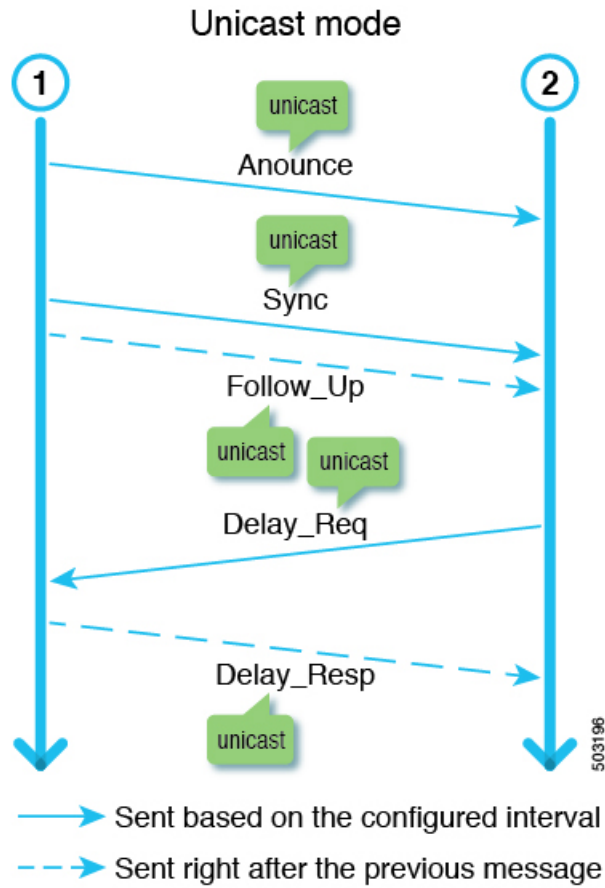 Unicast mode
1
2
unicast
Anounce
unicast
Sync
Follow_Up
unicast
unicast
Delay_Req
Delay_Resp
unicast
503196
Sent based on the configured interval
Sent right after the previous message